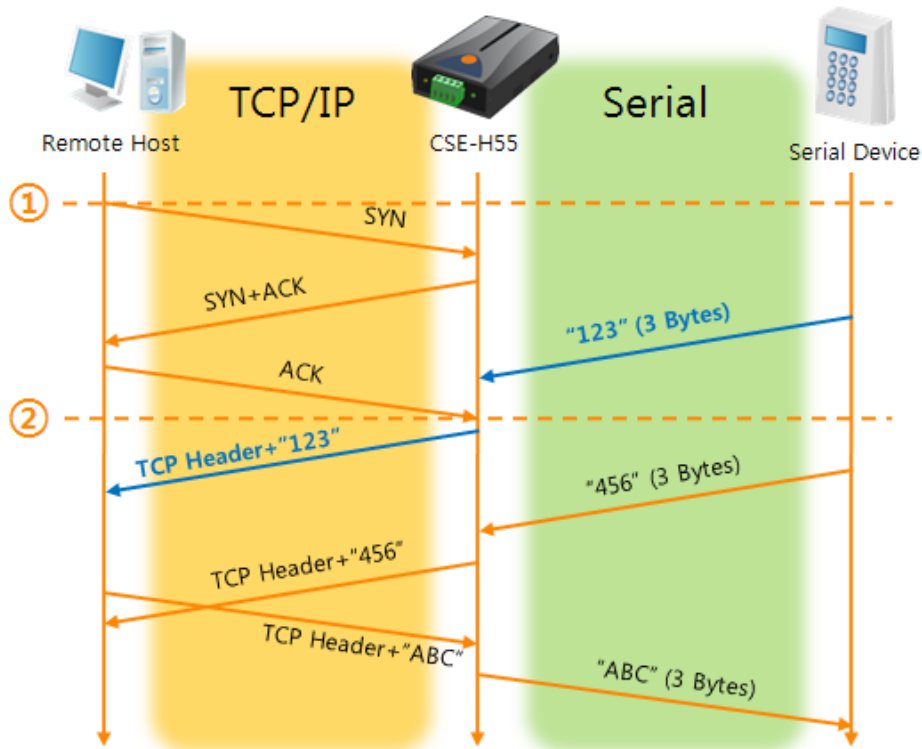 TCP/IP
Serial
Remote Host
CSE-H55
Serial Device
①
SYN
SYN+ACK
“123” (3 Bytes)
ACK
②
TCP Header+”123”
“456” (3 Bytes)
TCP Header+”456”
TCP Header+”ABC”
“ABC” (3 Bytes)